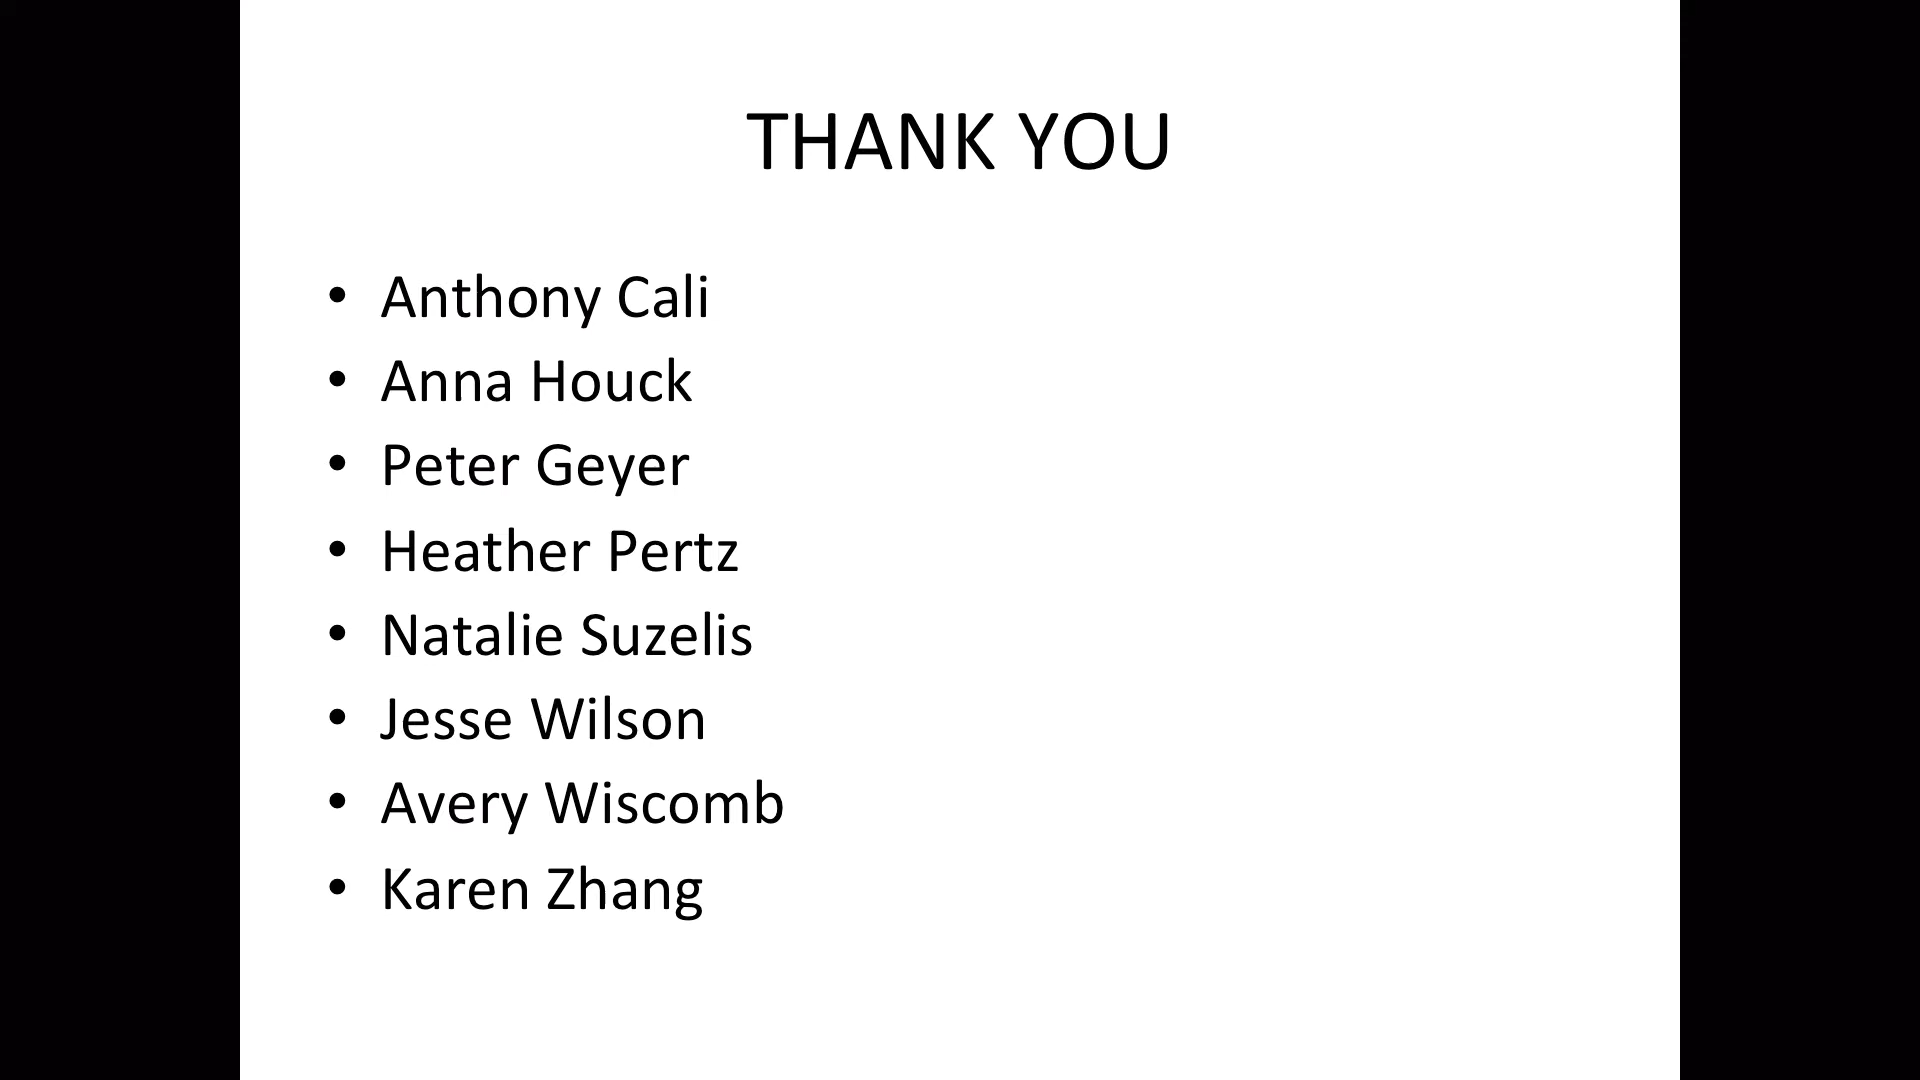 THANK YOU
• Anthony Cali
• Anna Houck
• Peter Geyer
• Heather Pertz
• Natalie Suzelis
• Jesse Wilson
• Avery Wiscomb
• Karen Zhang